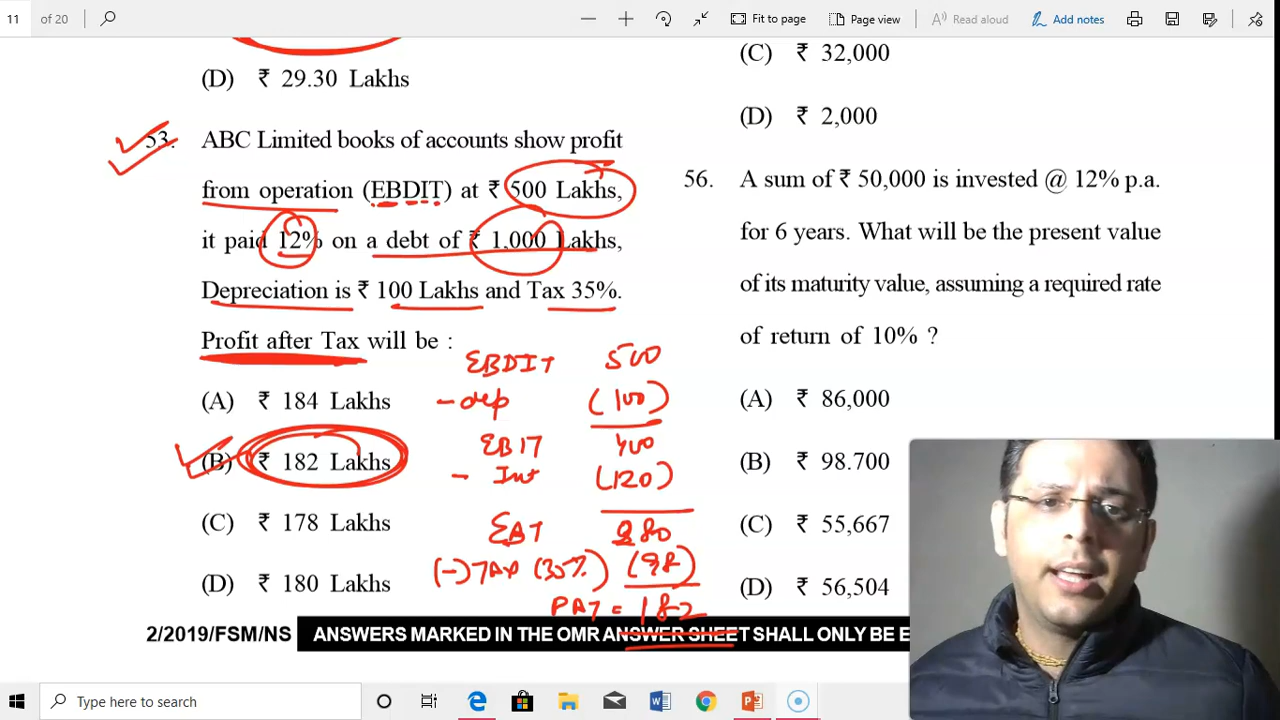 11 of 20
Fit to page
Page view
Read aloud
Add notes
(D) ₹ 29.30 Lakhs
53. ABC Limited books of accounts show profit
from operation (EBDIT) at ₹ 500 Lakhs,
it paid 12% on a debt of ₹ 1,000 Lakhs,
Depreciation is ₹ 100 Lakhs and Tax 35%.
Profit after Tax will be :
(A) ₹ 184 Lakhs
(B) ₹ 182 Lakhs
(C) ₹ 178 Lakhs
(D) ₹ 180 Lakhs
EBDIT 500
- dep (100)
EBIT 400
- Int (120)
EBT 280
(-) TAX (35%) (98)
PAT = 182
(C) ₹ 32,000
(D) ₹ 2,000
56. A sum of ₹ 50,000 is invested @ 12% p.a.
for 6 years. What will be the present value
of its maturity value, assuming a required rate
of return of 10% ?
(A) ₹ 86,000
(B) ₹ 98.700
(C) ₹ 55,667
(D) ₹ 56,504
2/2019/FSM/NS ANSWERS MARKED IN THE OMR ANSWER SHEET SHALL ONLY BE E
Type here to search